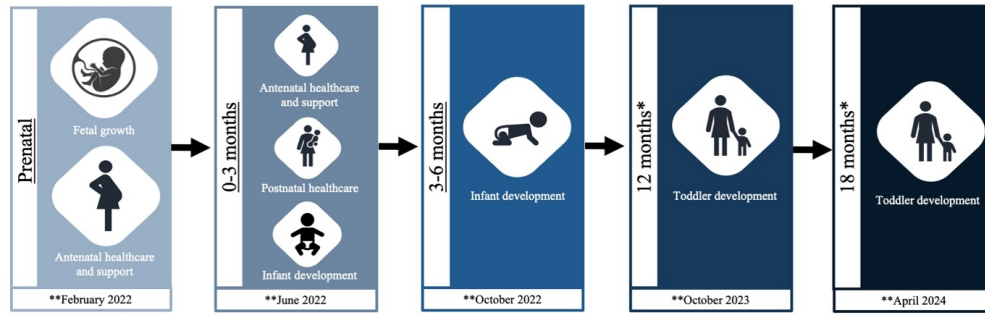 Prenatal
Fetal growth
Antenatal healthcare
and support
**February 2022
0-3 months
Antenatal healthcare
and support
Postnatal healthcare
Infant development
**June 2022
3-6 months
Infant development
**October 2022
12 months*
Toddler development
**October 2023
18 months*
Toddler development
**April 2024